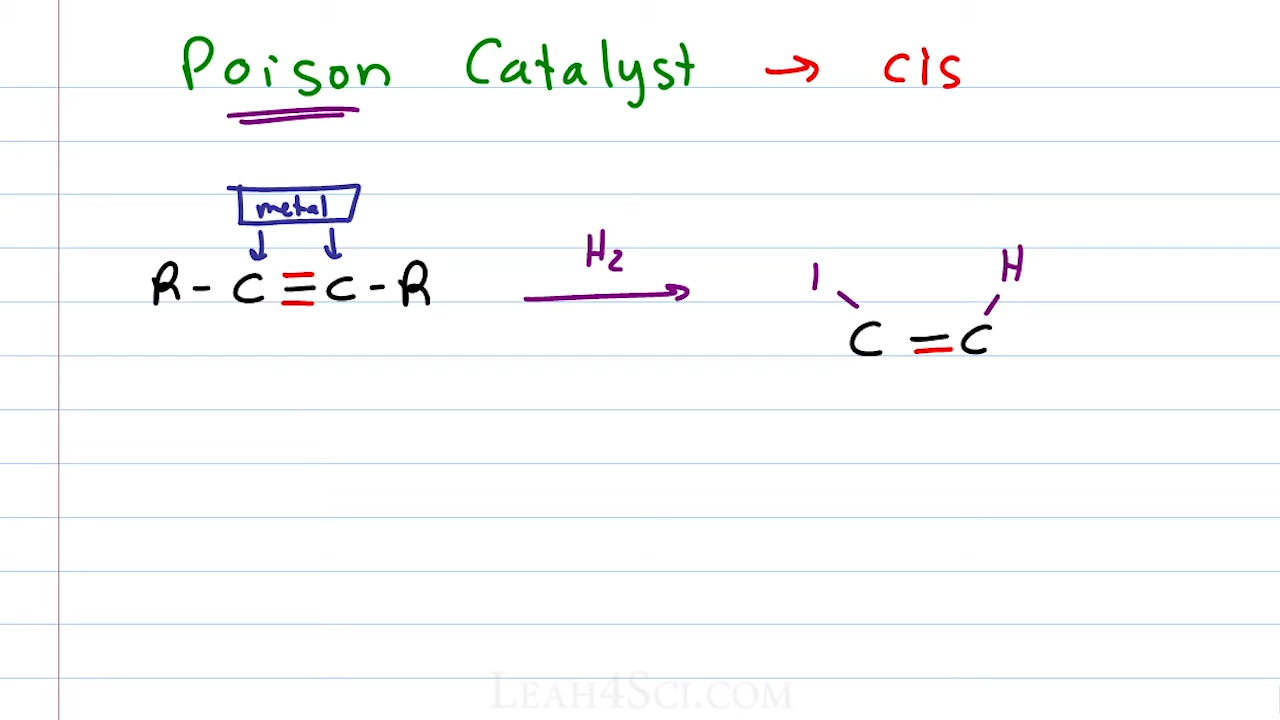 Poison Catalyst → cis
metal
↓ ↓
R - C ≡ C - R
H₂
→
H
C = C
LEAH4SCI.COM